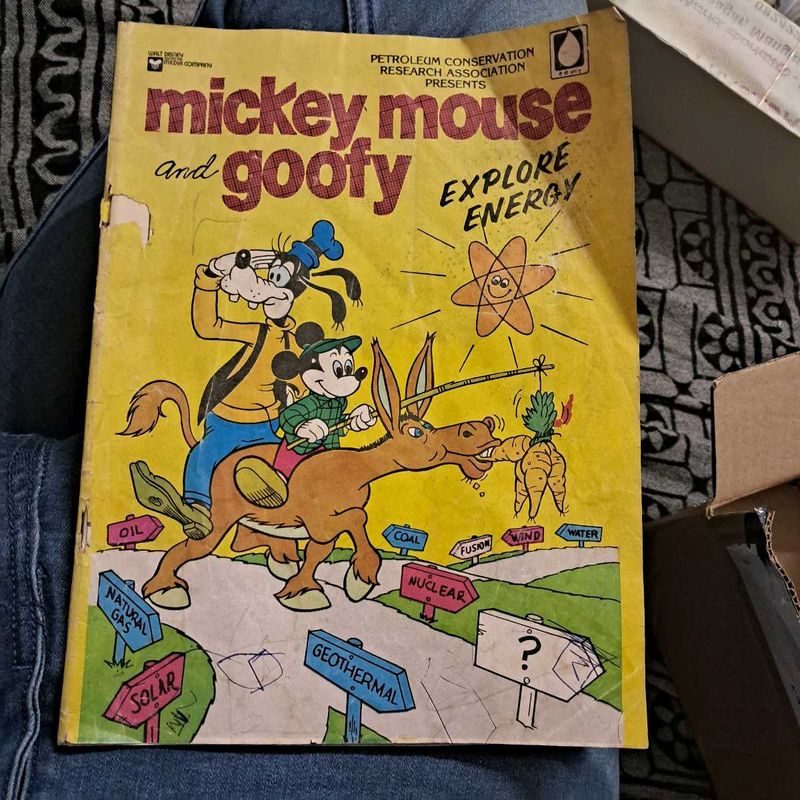 WALT DISNEY
MEDIA COMPANY
PETROLEUM CONSERVATION
RESEARCH ASSOCIATION
PRESENTS
mickey mouse
and goofy
EXPLORE
ENERGY
OIL
COAL
FUSION
WIND
WATER
NUCLEAR
NATURAL
GAS
?
GEOTHERMAL
SOLAR